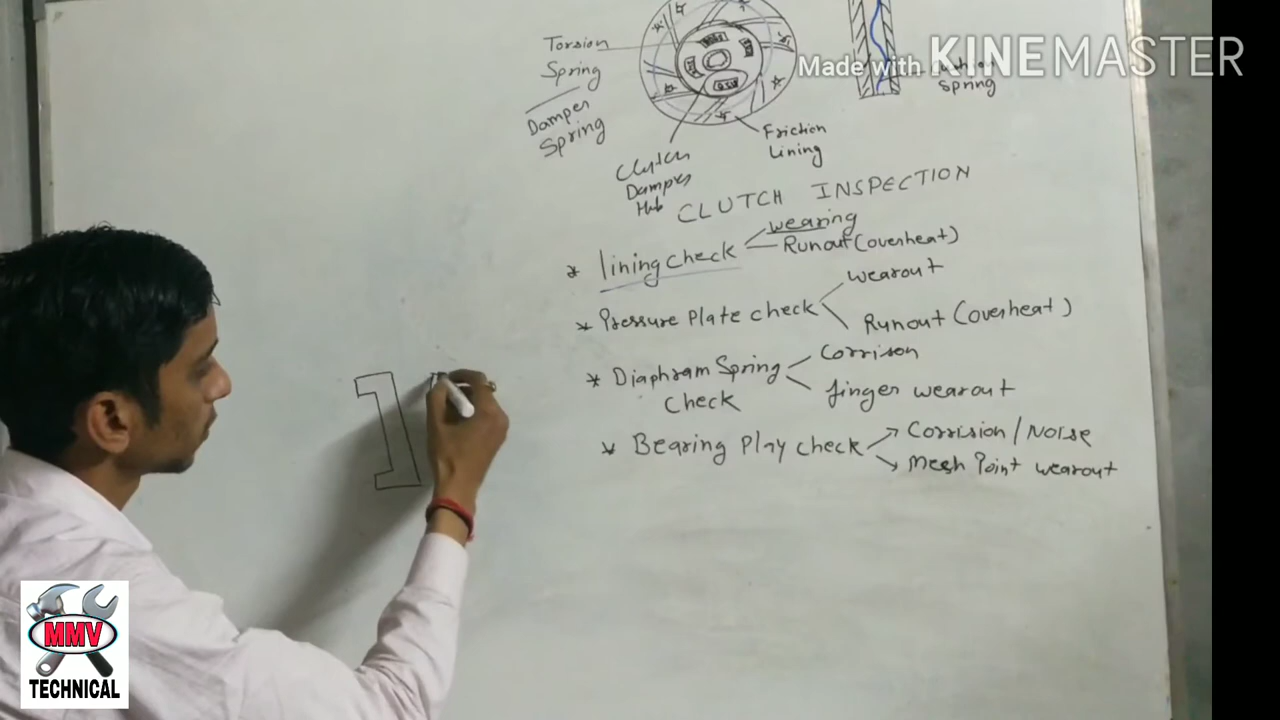 Torsion
Spring
Damper
Spring
Clutch
Damper
Hub
Friction
Lining
Cushion
Spring
Made with KINEMASTER
CLUTCH INSPECTION
* lining check
wearing
Runout (overheat)
* Pressure Plate check
wearout
Runout (overheat)
* Diaphram Spring
Check
Corrison
finger wearout
* Bearing Play check
Corrision / NOISE
Mesh Point wearout
MMV
TECHNICAL